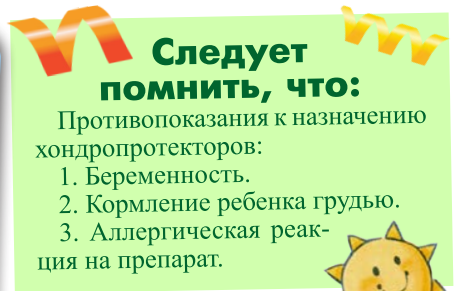 Следует
помнить, что:
Противопоказания к назначению
хондропротекторов:
1. Беременность.
2. Кормление ребенка грудью.
3. Аллергическая реак-
ция на препарат.